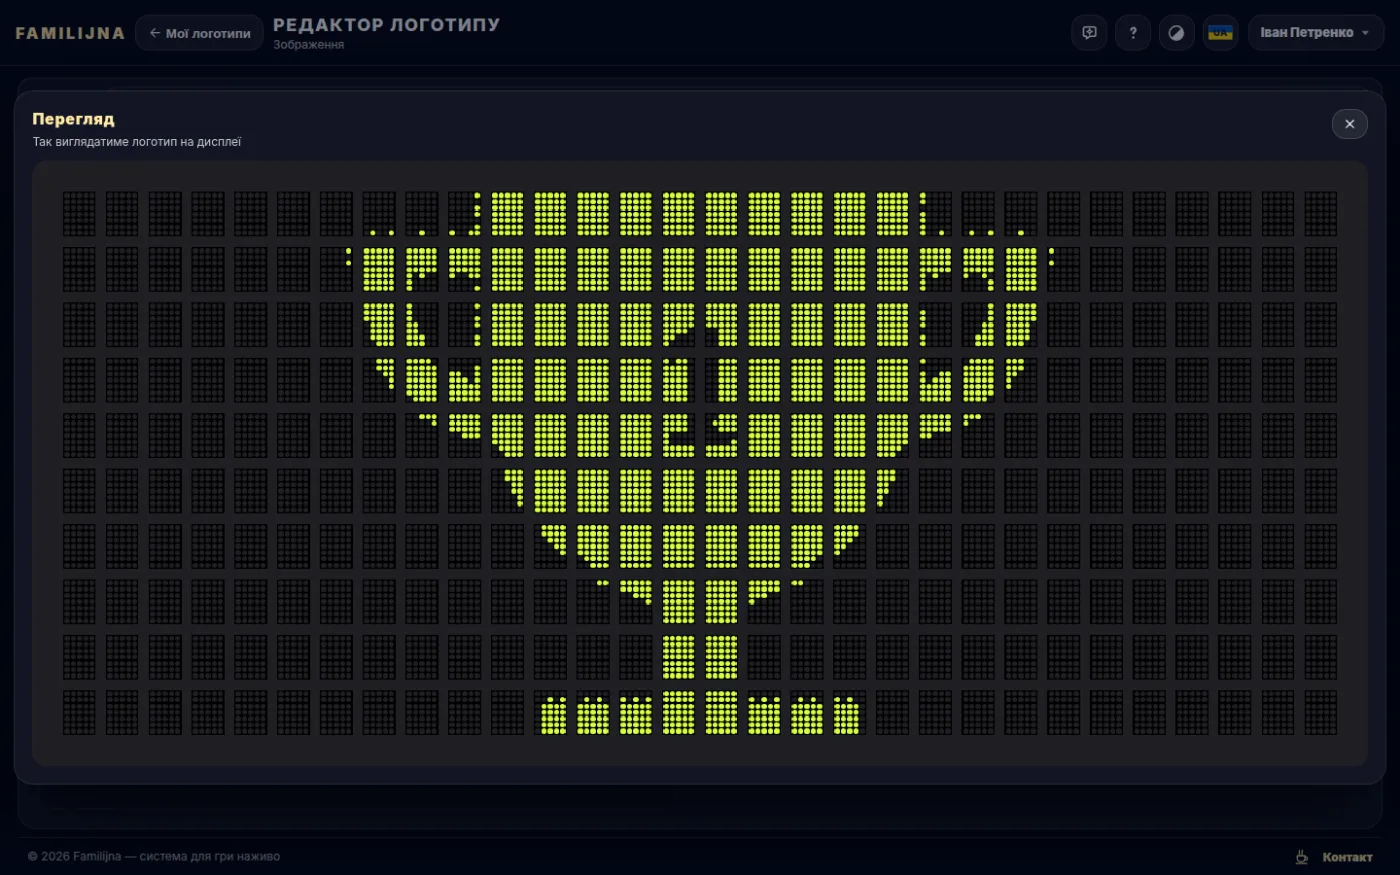 FAMILIJNA
← Мої логотипи
РЕДАКТОР ЛОГОТИПУ
Зображення
?
UA
Іван Петренко
Перегляд
Так виглядатиме логотип на дисплеї
✕
1
© 2026 Familijna — система для гри наживо
Контакт